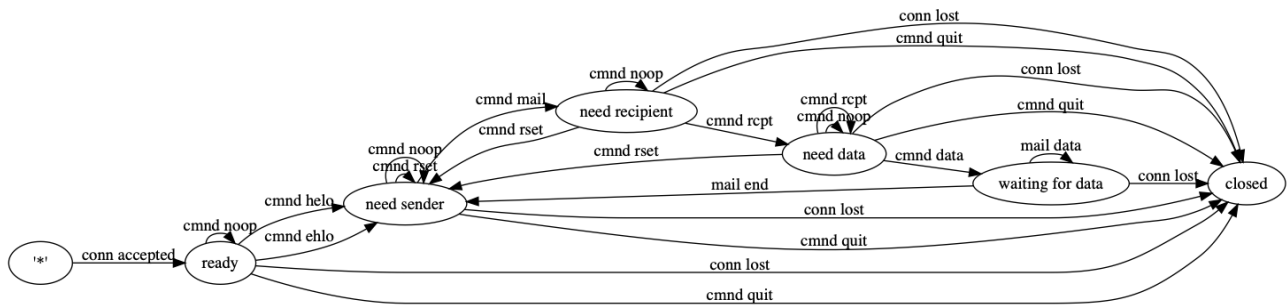 conn lost
cmnd quit
cmnd noop
conn lost
cmnd mail
need recipient
cmnd rcpt
cmnd noop
cmnd quit
cmnd rset
cmnd rcpt
cmnd noop
cmnd rset
cmnd rset
need data
cmnd data
mail data
mail end
waiting for data
conn lost
closed
cmnd helo
need sender
conn lost
cmnd noop
cmnd ehlo
cmnd quit
'*'
conn accepted
ready
conn lost
cmnd quit